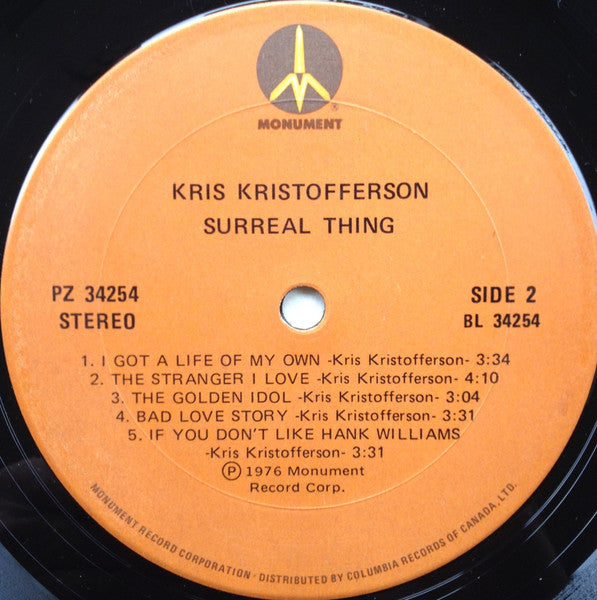 ®
MONUMENT
KRIS KRISTOFFERSON
SURREAL THING
PZ 34254
STEREO
SIDE 2
BL 34254
1. I GOT A LIFE OF MY OWN -Kris Kristofferson- 3:34
2. THE STRANGER I LOVE -Kris Kristofferson- 4:10
3. THE GOLDEN IDOL -Kris Kristofferson- 3:04
4. BAD LOVE STORY -Kris Kristofferson- 3:31
5. IF YOU DON'T LIKE HANK WILLIAMS
-Kris Kristofferson- 3:31
Ⓟ 1976 Monument
Record Corp.
MONUMENT RECORD CORPORATION · DISTRIBUTED BY COLUMBIA RECORDS OF CANADA, LTD.